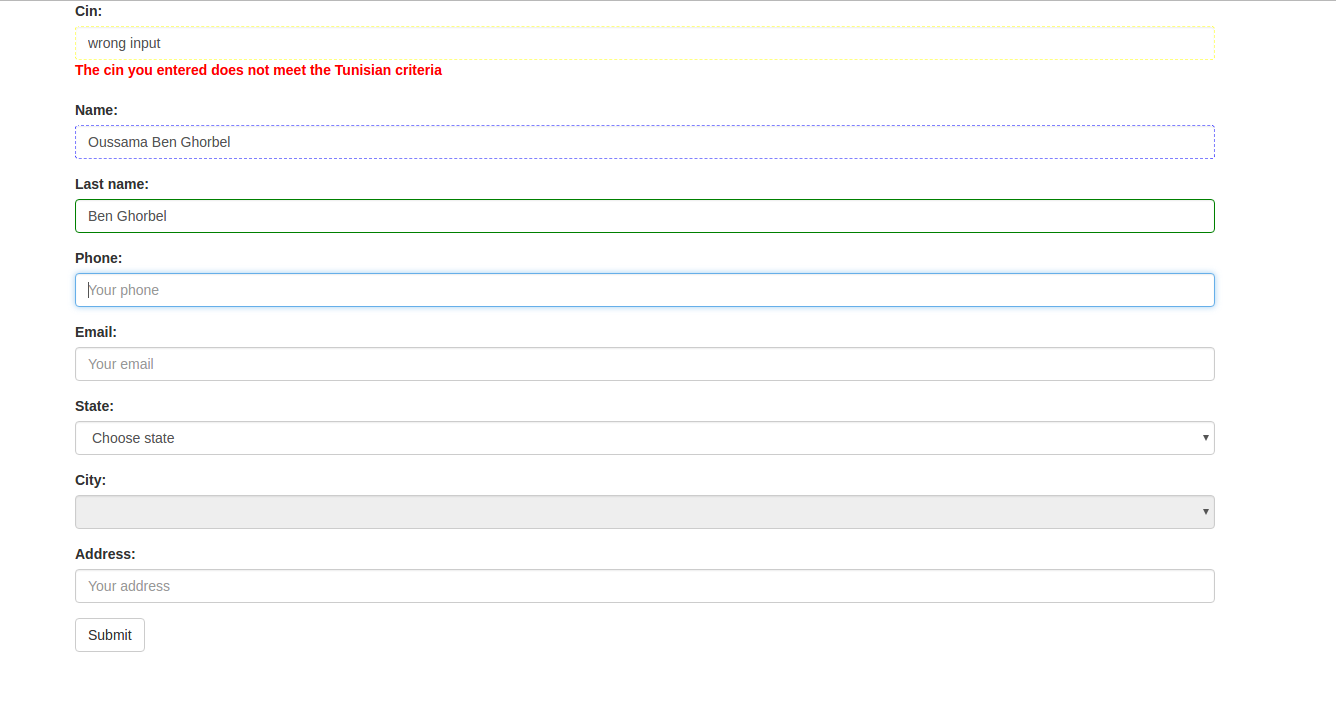 Cin:
wrong input
The cin you entered does not meet the Tunisian criteria
Name:
Oussama Ben Ghorbel
Last name:
Ben Ghorbel
Phone:
Your phone
Email:
Your email
State:
Choose state
City:
Address:
Your address
Submit